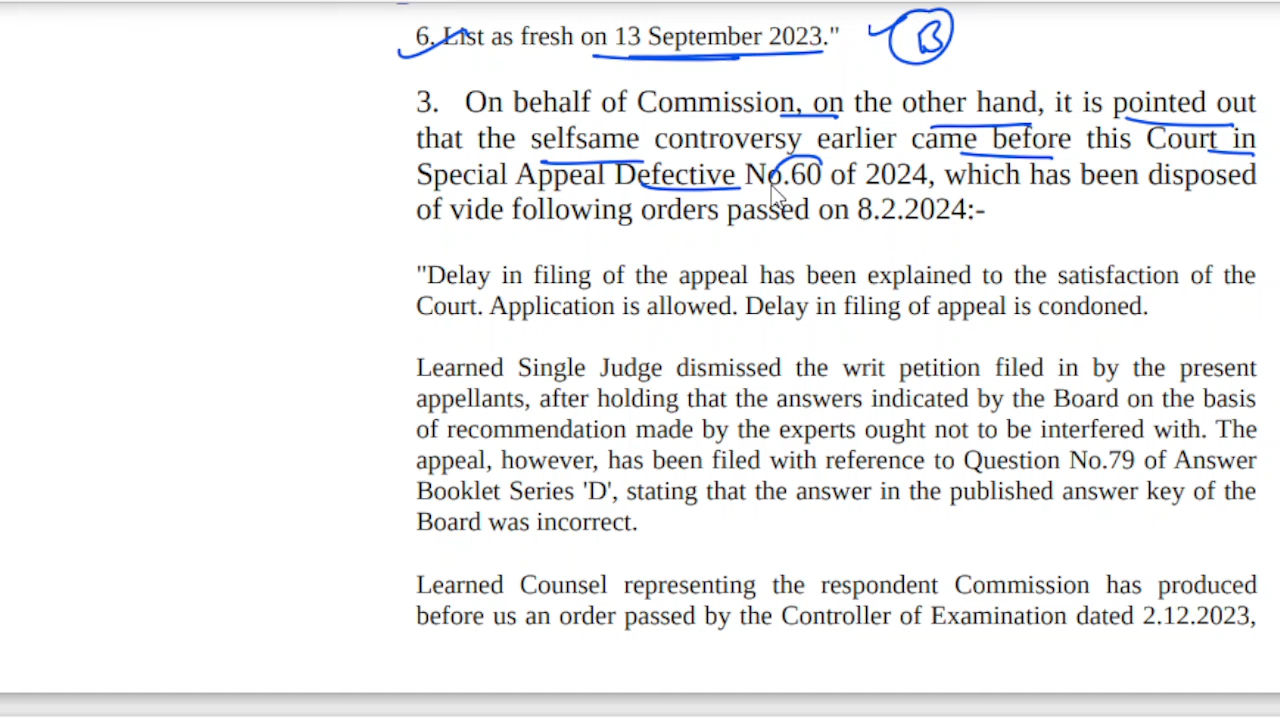 6. List as fresh on 13 September 2023."
B
3. On behalf of Commission, on the other hand, it is pointed out
that the selfsame controversy earlier came before this Court in
Special Appeal Defective No.60 of 2024, which has been disposed
of vide following orders passed on 8.2.2024:-
"Delay in filing of the appeal has been explained to the satisfaction of the
Court. Application is allowed. Delay in filing of appeal is condoned.
Learned Single Judge dismissed the writ petition filed in by the present
appellants, after holding that the answers indicated by the Board on the basis
of recommendation made by the experts ought not to be interfered with. The
appeal, however, has been filed with reference to Question No.79 of Answer
Booklet Series 'D', stating that the answer in the published answer key of the
Board was incorrect.
Learned Counsel representing the respondent Commission has produced
before us an order passed by the Controller of Examination dated 2.12.2023,